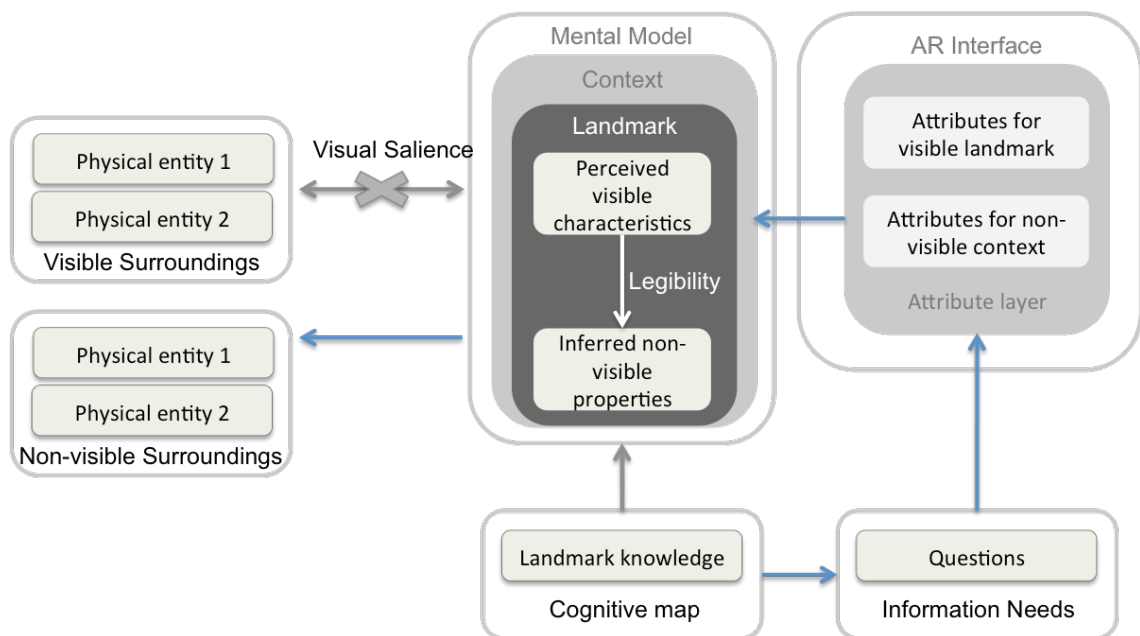 Physical entity 1
Physical entity 2
Visible Surroundings
Visual Salience
Physical entity 1
Physical entity 2
Non-visible Surroundings
Mental Model
Context
Landmark
Perceived
visible
characteristics
Legibility
Inferred non-
visible
properties
AR Interface
Attributes for
visible landmark
Attributes for non-
visible context
Attribute layer
Landmark knowledge
Cognitive map
Questions
Information Needs